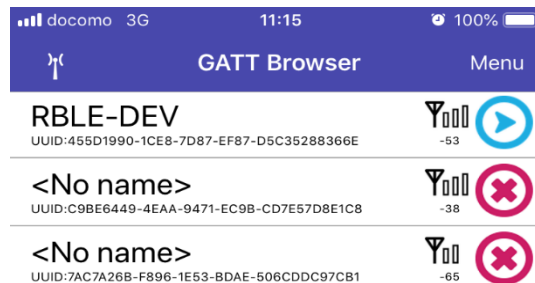 docomo 3G 11:15 100%
GATT Browser Menu
RBLE-DEV
UUID:455D1990-1CE8-7D87-EF87-D5C35288366E -53
<No name>
UUID:C9BE6449-4EAA-9471-EC9B-CD7E57D8E1C8 -38
<No name>
UUID:7AC7A26B-F896-1E53-BDAE-506CDDC97CB1 -65